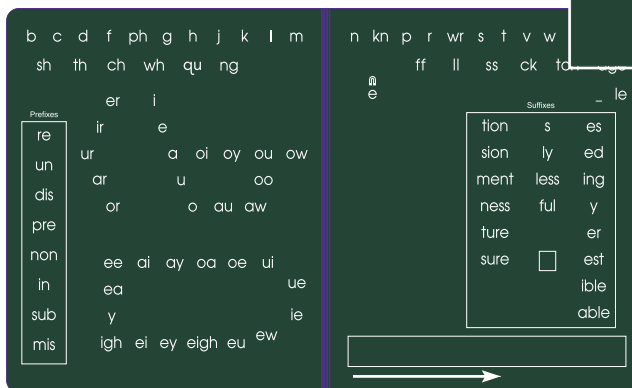 b c d f ph g h j k l m
sh th ch wh qu ng
er i
ir e
ur a oi oy ou ow
ar u oo
or o au aw
ee ai ay oa oe ui
ea ue
y ie
igh ei ey eigh eu ew
Prefixes
re
un
dis
pre
non
in
sub
mis
n kn p r wr s t v w
ff ll ss ck
e
_ le
Suffixes
tion s es
sion ly ed
ment less ing
ness ful y
ture er
sure est
ible
able